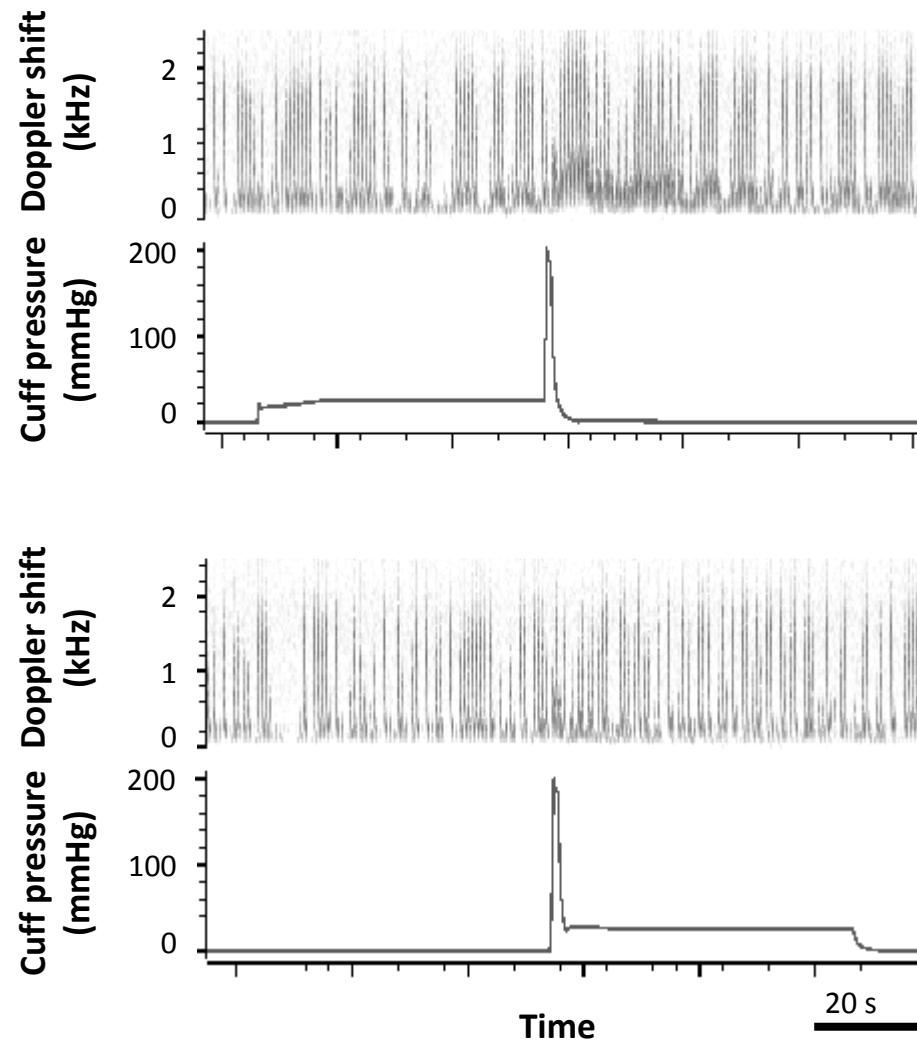 Doppler shift
(kHz)
2
1
0
Cuff pressure
(mmHg)
200
100
0
Doppler shift
(kHz)
2
1
0
Cuff pressure
(mmHg)
200
100
0
20 s
Time